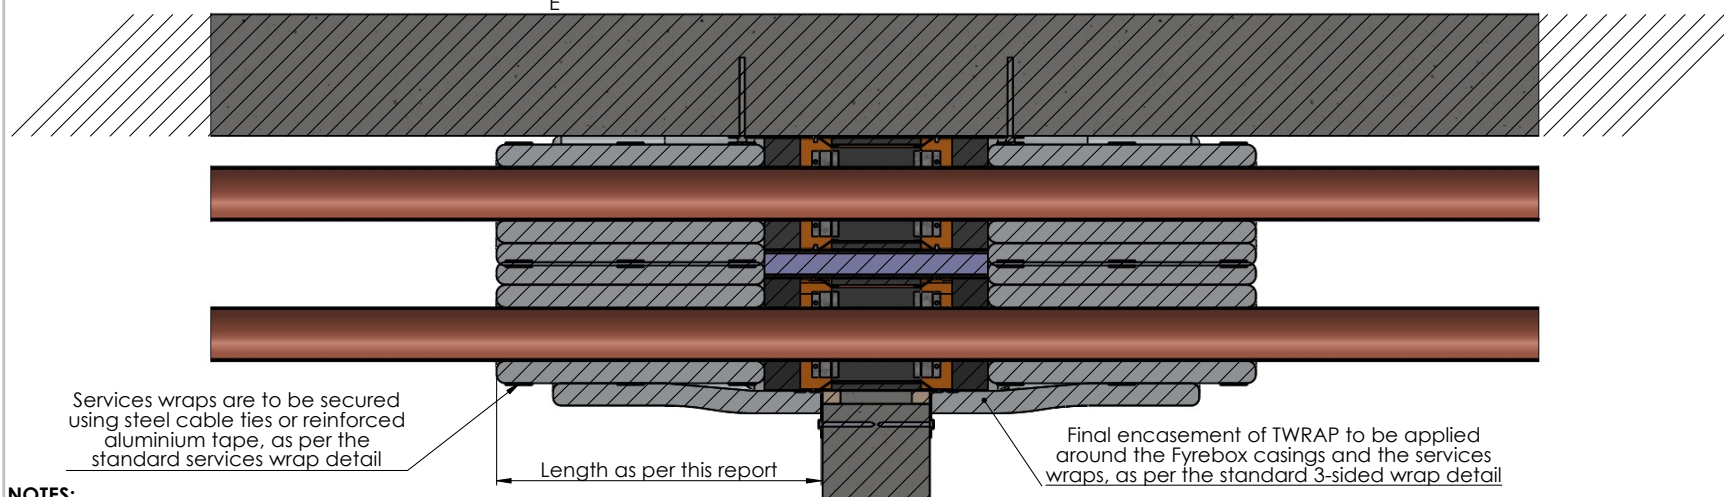 E
Services wraps are to be secured
using steel cable ties or reinforced
aluminium tape, as per the
standard services wrap detail
Length as per this report
Final encasement of TWRAP to be applied
around the Fyrebox casings and the services
wraps, as per the standard 3-sided wrap detail
NOTES: